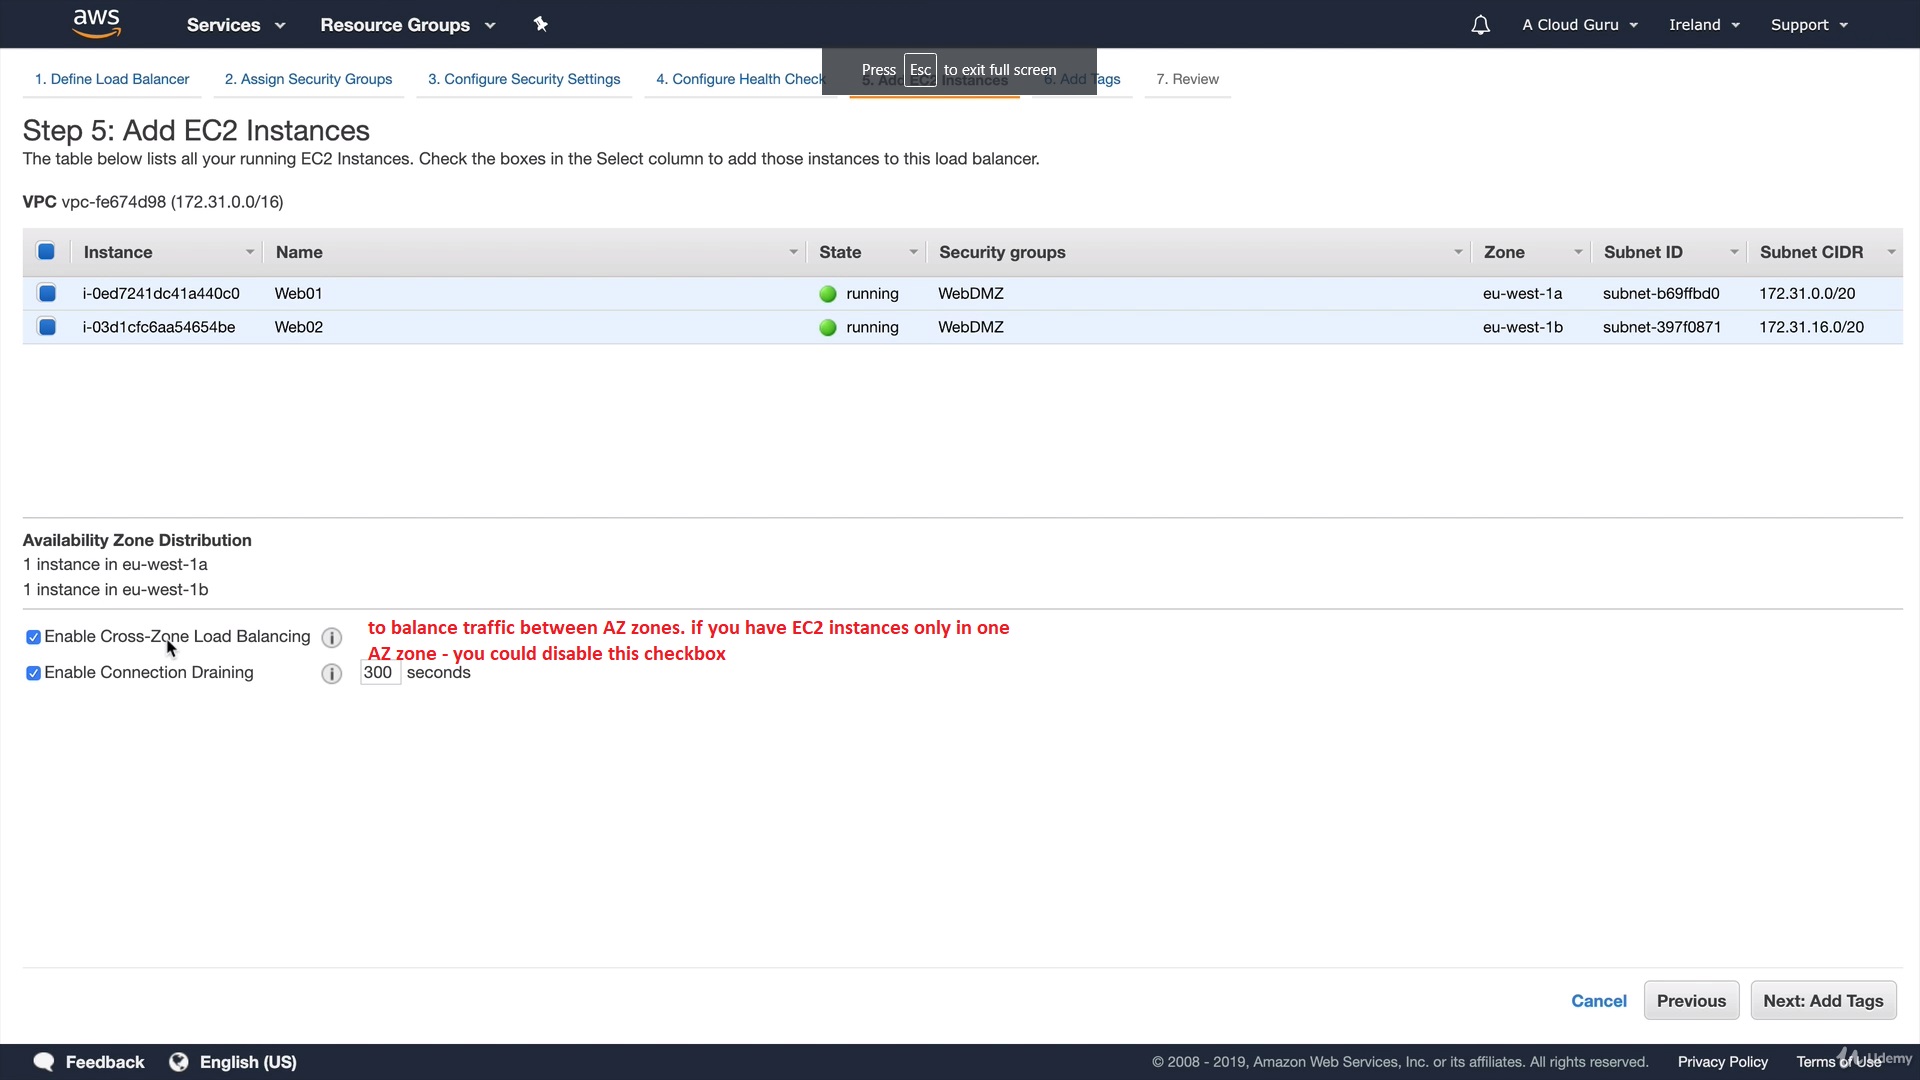 aws
Services
Resource Groups
A Cloud Guru
Ireland
Support
Press Esc to exit full screen
1. Define Load Balancer
2. Assign Security Groups
3. Configure Security Settings
4. Configure Health Check
5. Add EC2 Instances
6. Add Tags
7. Review
Step 5: Add EC2 Instances
The table below lists all your running EC2 Instances. Check the boxes in the Select column to add those instances to this load balancer.
VPC vpc-fe674d98 (172.31.0.0/16)
Instance Name State Security groups Zone Subnet ID Subnet CIDR
i-0ed7241dc41a440c0 Web01 running WebDMZ eu-west-1a subnet-b69ffbd0 172.31.0.0/20
i-03d1cfc6aa54654be Web02 running WebDMZ eu-west-1b subnet-397f0871 172.31.16.0/20
Availability Zone Distribution
1 instance in eu-west-1a
1 instance in eu-west-1b
Enable Cross-Zone Load Balancing
to balance traffic between AZ zones. if you have EC2 instances only in one
AZ zone - you could disable this checkbox
Enable Connection Draining
300 seconds
Cancel
Previous
Next: Add Tags
Feedback
English (US)
© 2008 - 2019, Amazon Web Services, Inc. or its affiliates. All rights reserved.
Privacy Policy
Terms of Use
Udemy